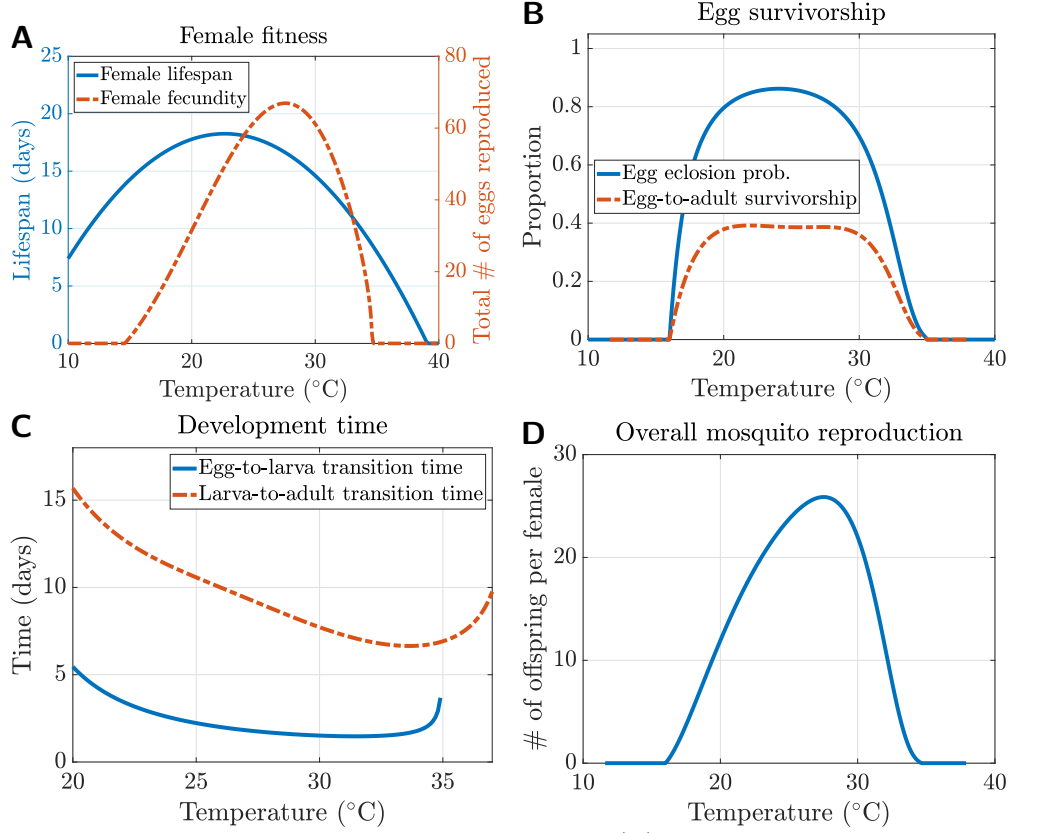 A
Female fitness
25
20
15
10
5
0
80
60
40
20
0
Female lifespan
Female fecundity
Lifespan (days)
Total # of eggs reproduced
10
20
30
40
Temperature (°C)
B
Egg survivorship
1
0.8
0.6
0.4
0.2
0
Egg eclosion prob.
Egg-to-adult survivorship
Proportion
10
20
30
40
Temperature (°C)
C
Development time
15
10
5
0
Egg-to-larva transition time
Larva-to-adult transition time
Time (days)
20
25
30
35
Temperature (°C)
D
Overall mosquito reproduction
30
20
10
0
# of offspring per female
10
20
30
40
Temperature (°C)